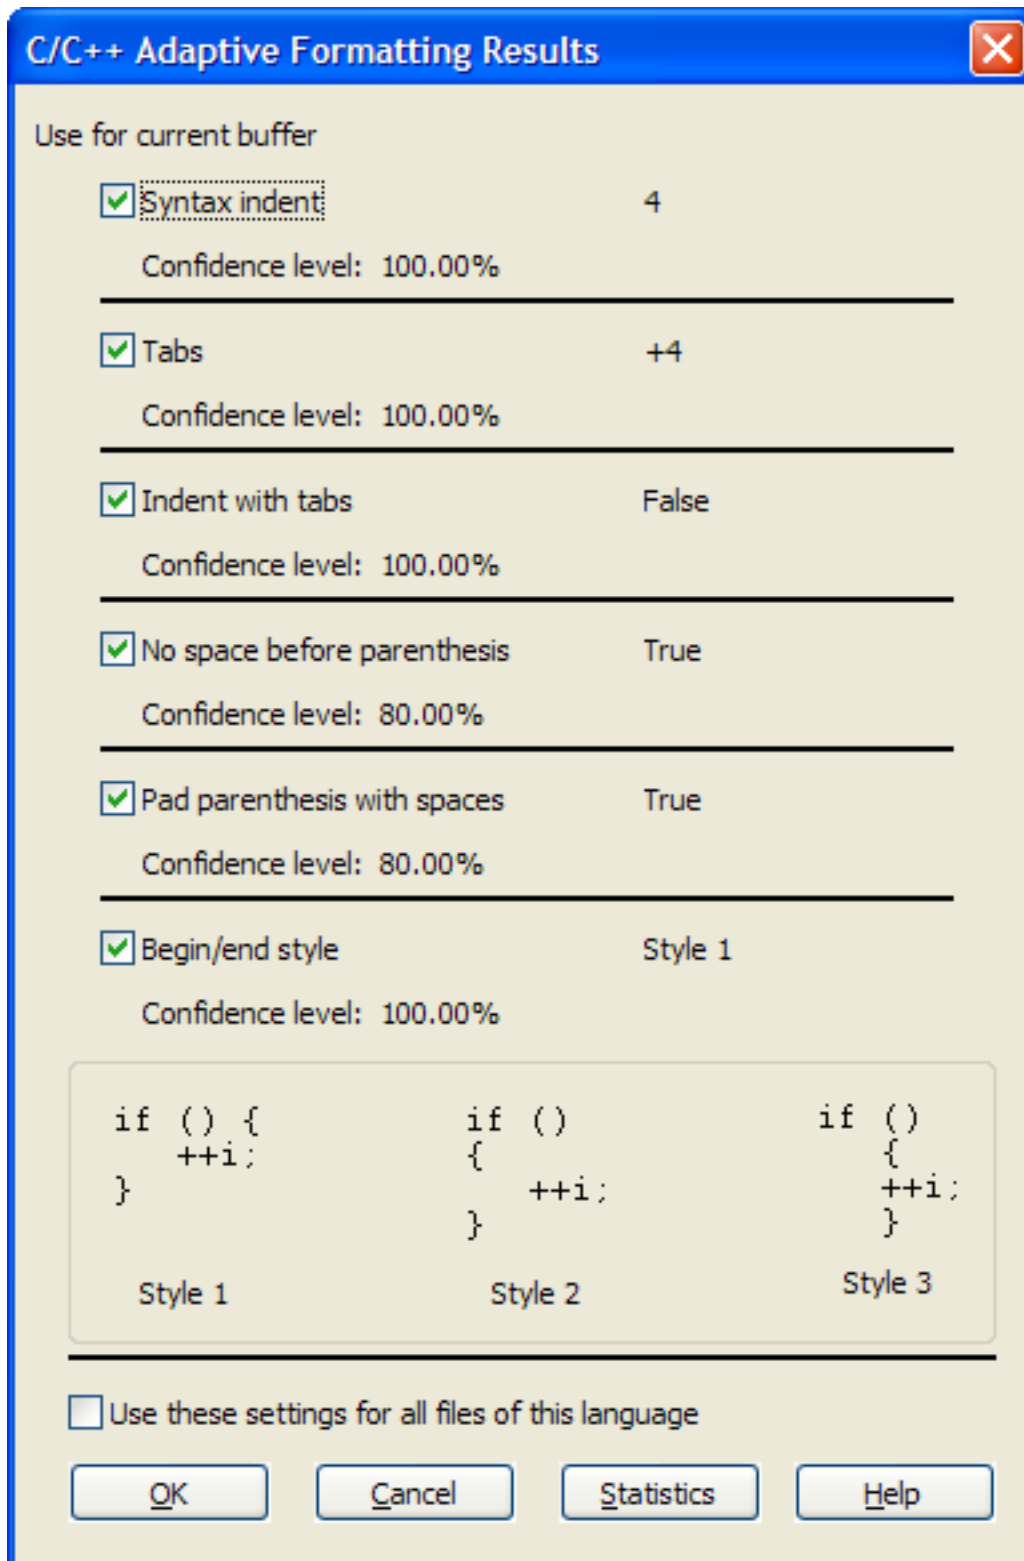 C/C++ Adaptive Formatting Results
Use for current buffer
Syntax indent 4
Confidence level: 100.00%
Tabs +4
Confidence level: 100.00%
Indent with tabs False
Confidence level: 100.00%
No space before parenthesis True
Confidence level: 80.00%
Pad parenthesis with spaces True
Confidence level: 80.00%
Begin/end style Style 1
Confidence level: 100.00%
if () {
++i;
}
Style 1
if ()
{
++i;
}
Style 2
if ()
{
++i;
}
Style 3
Use these settings for all files of this language
OK Cancel Statistics Help